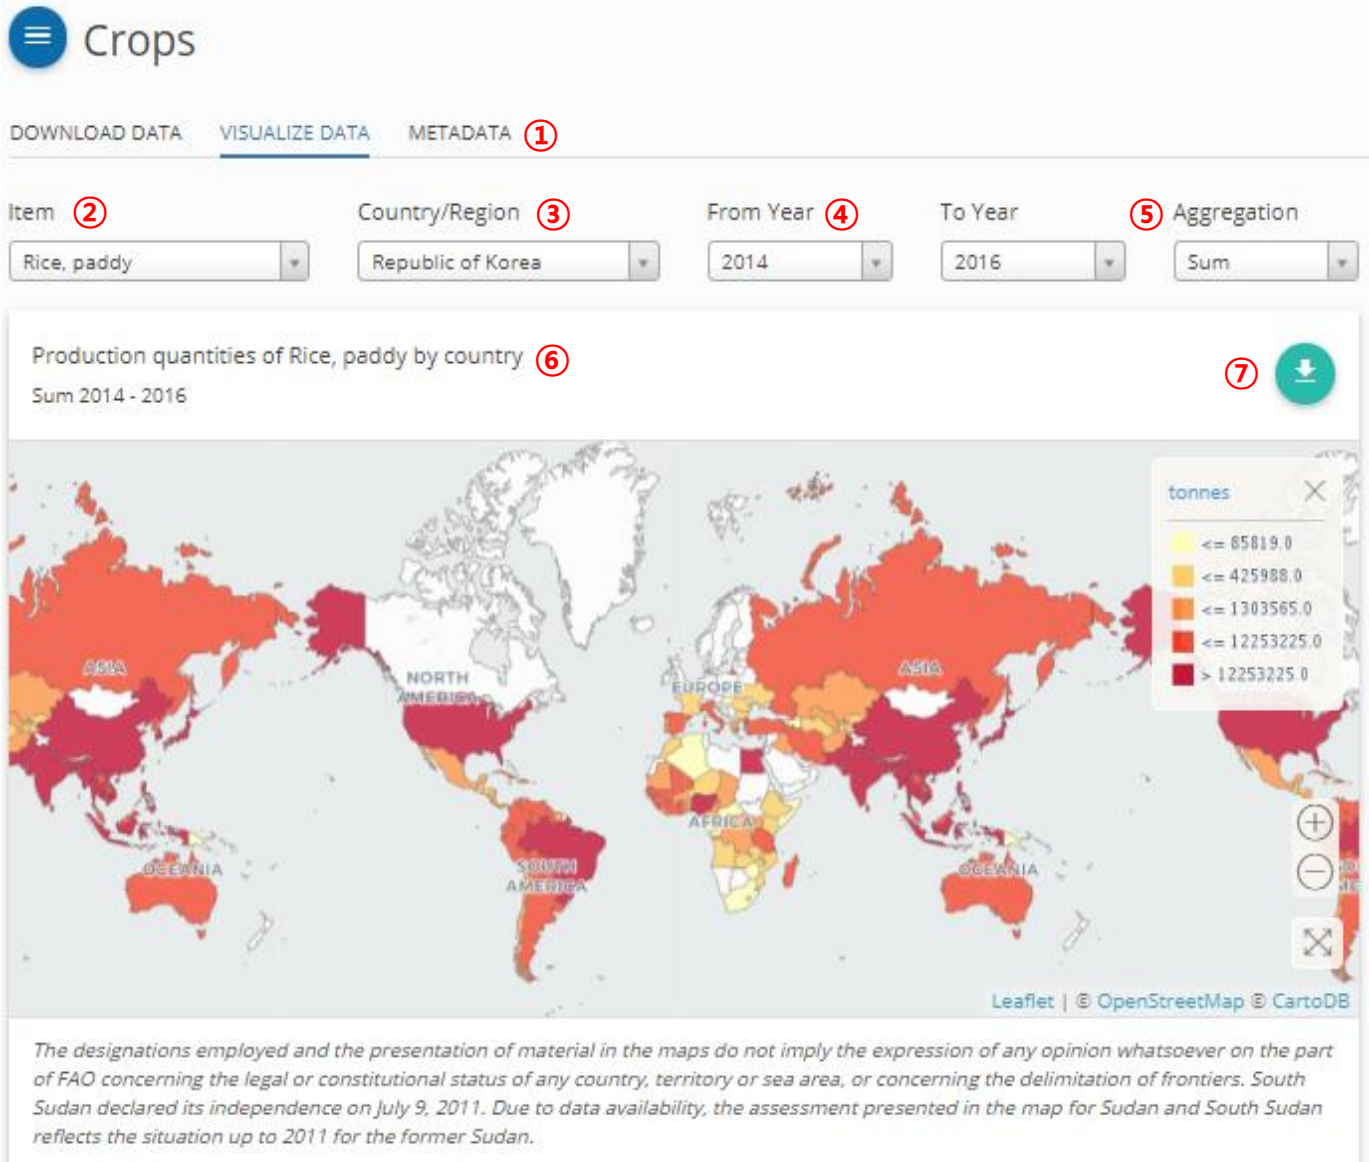 Crops
DOWNLOAD DATA VISUALIZE DATA METADATA ①
Item ② Country/Region ③ From Year ④ To Year ⑤ Aggregation
Rice, paddy Republic of Korea 2014 2016 Sum
Production quantities of Rice, paddy by country ⑥
⑦
Sum 2014 - 2016
tonnes
<= 85819.0
<= 425988.0
<= 1303565.0
<= 12253225.0
> 12253225.0
ASIA
NORTH
AMERICA
EUROPE
ASIA
AFRICA
OCEANIA
SOUTH
AMERICA
OCEANIA
Leaflet | © OpenStreetMap © CartoDB
The designations employed and the presentation of material in the maps do not imply the expression of any opinion whatsoever on the part
of FAO concerning the legal or constitutional status of any country, territory or sea area, or concerning the delimitation of frontiers. South
Sudan declared its independence on July 9, 2011. Due to data availability, the assessment presented in the map for Sudan and South Sudan
reflects the situation up to 2011 for the former Sudan.